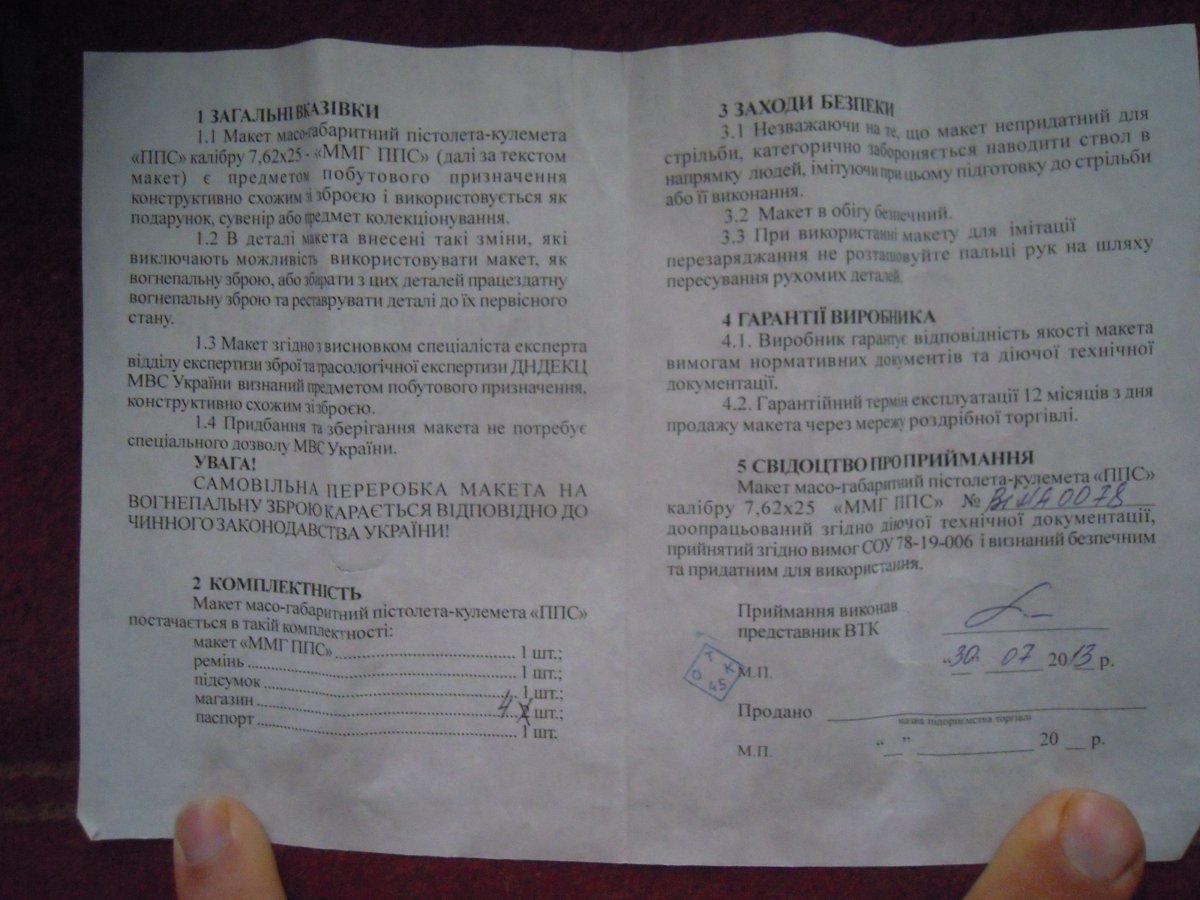 1 ЗАГАЛЬНІ ВКАЗІВКИ
1.1 Макет масо-габаритний пістолета-кулемета
«ППС» калібру 7,62х25 - «ММГ ППС» (далі за текстом
макет) є предметом побутового призначення
конструктивно схожим зі зброєю і використовується як
подарунок, сувенір або предмет колекціонування.
1.2 В деталі макета внесені такі зміни, які
виключають можливість використовувати макет, як
вогнепальну зброю, або збирати з цих деталей працездатну
вогнепальну зброю та реставрувати деталі до їх первісного
стану.
1.3 Макет згідно з висновком спеціаліста експерта
відділу експертизи зброї та трасологічної експертизи ДНДЕКЦ
МВС України визнаний предметом побутового призначення,
конструктивно схожим зі зброєю.
1.4 Придбання та зберігання макета не потребує
спеціального дозволу МВС України.
УВАГА!
САМОВІЛЬНА ПЕРЕРОБКА МАКЕТА НА
ВОГНЕПАЛЬНУ ЗБРОЮ КАРАЄТЬСЯ ВІДПОВІДНО ДО
ЧИННОГО ЗАКОНОДАВСТВА УКРАЇНИ!
2 КОМПЛЕКТНІСТЬ
Макет масо-габаритний пістолета-кулемета «ППС»
постачається в такій комплектності:
макет «ММГ ППС» ........ 1 шт.;
ремінь ........ 1 шт.;
підсумок ........ 1 шт.;
магазин ........ 4 2 шт.;
паспорт ........ 1 шт.
3 ЗАХОДИ БЕЗПЕКИ
3.1 Незважаючи на те, що макет непридатний для
стрільби, категорично забороняється наводити ствол в
напрямку людей, імітуючи при цьому підготовку до стрільби
або її виконання.
3.2 Макет в обігу безпечний.
3.3 При використанні макету для імітації
перезаряджання не розташовуйте пальці рук на шляху
пересування рухомих деталей.
4 ГАРАНТІЇ ВИРОБНИКА
4.1. Виробник гарантує відповідність якості макета
вимогам нормативних документів та діючої технічної
документації.
4.2. Гарантійний термін експлуатації 12 місяців з дня
продажу макета через мережу роздрібної торгівлі.
5 СВІДОЦТВО ПРО ПРИЙМАННЯ
Макет масо-габаритний пістолета-кулемета «ППС»
калібру 7,62х25 «ММГ ППС» №
доопрацьований згідно діючої технічної документації,
прийнятий згідно вимог СОУ 78-19-006 і визнаний безпечним
та придатним для використання.
Приймання виконав
представник ВТК
О Т К 45
М.П. “30” 07 2013 р.
Продано
назва підприємства торгівлі
М.П. “__” ________ 20 __ р.